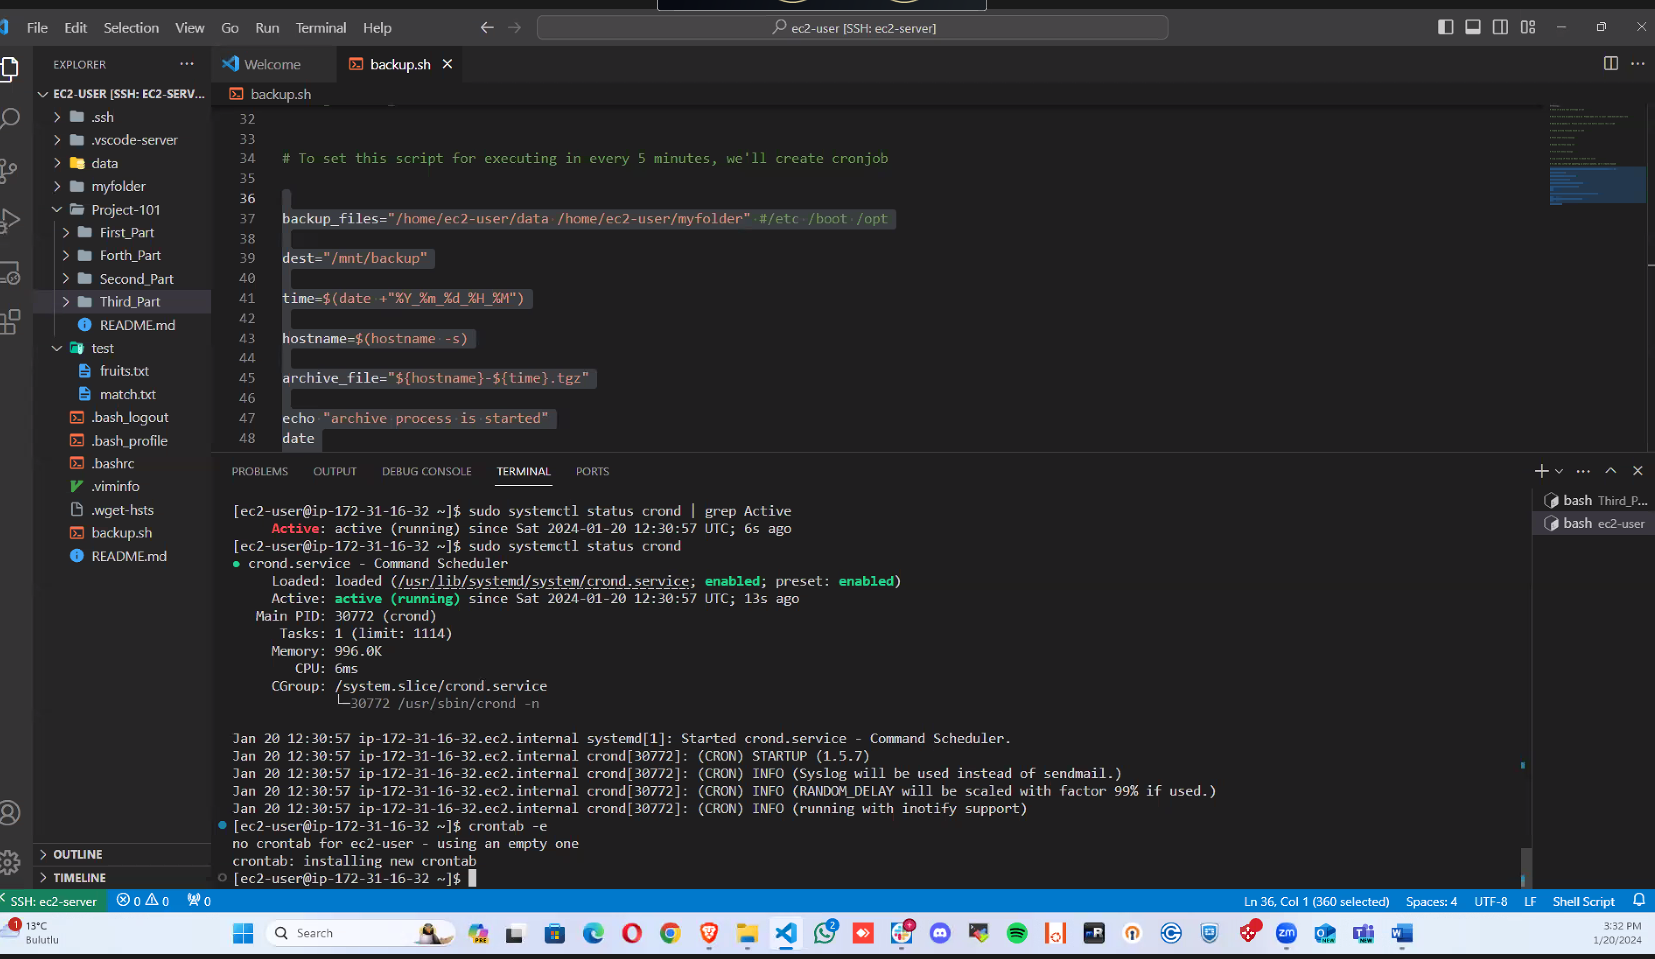 File Edit Selection View Go Run Terminal Help
ec2-user [SSH: ec2-server]
EXPLORER
Welcome
backup.sh
EC2-USER [SSH: EC2-SERV...
backup.sh
.ssh
.vscode-server
data
myfolder
Project-101
First_Part
Forth_Part
Second_Part
Third_Part
README.md
test
fruits.txt
match.txt
.bash_logout
.bash_profile
.bashrc
.viminfo
.wget-hsts
backup.sh
README.md
OUTLINE
TIMELINE
32
33
34 # To set this script for executing in every 5 minutes, we'll create cronjob
35
36
37 backup_files="/home/ec2-user/data /home/ec2-user/myfolder" #/etc /boot /opt
38
39 dest="/mnt/backup"
40
41 time=$(date +"%Y_%m_%d_%H_%M")
42
43 hostname=$(hostname -s)
44
45 archive_file="${hostname}-${time}.tgz"
46
47 echo "archive process is started"
48 date
PROBLEMS OUTPUT DEBUG CONSOLE TERMINAL PORTS
[ec2-user@ip-172-31-16-32 ~]$ sudo systemctl status crond | grep Active
Active: active (running) since Sat 2024-01-20 12:30:57 UTC; 6s ago
[ec2-user@ip-172-31-16-32 ~]$ sudo systemctl status crond
● crond.service - Command Scheduler
Loaded: loaded (/usr/lib/systemd/system/crond.service; enabled; preset: enabled)
Active: active (running) since Sat 2024-01-20 12:30:57 UTC; 13s ago
Main PID: 30772 (crond)
Tasks: 1 (limit: 1114)
Memory: 996.0K
CPU: 6ms
CGroup: /system.slice/crond.service
└─30772 /usr/sbin/crond -n
Jan 20 12:30:57 ip-172-31-16-32.ec2.internal systemd[1]: Started crond.service - Command Scheduler.
Jan 20 12:30:57 ip-172-31-16-32.ec2.internal crond[30772]: (CRON) STARTUP (1.5.7)
Jan 20 12:30:57 ip-172-31-16-32.ec2.internal crond[30772]: (CRON) INFO (Syslog will be used instead of sendmail.)
Jan 20 12:30:57 ip-172-31-16-32.ec2.internal crond[30772]: (CRON) INFO (RANDOM_DELAY will be scaled with factor 99% if used.)
Jan 20 12:30:57 ip-172-31-16-32.ec2.internal crond[30772]: (CRON) INFO (running with inotify support)
[ec2-user@ip-172-31-16-32 ~]$ crontab -e
no crontab for ec2-user - using an empty one
crontab: installing new crontab
[ec2-user@ip-172-31-16-32 ~]$
bash Third_P...
bash ec2-user
SSH: ec2-server 0 0 0
Ln 36, Col 1 (360 selected) Spaces: 4 UTF-8 LF Shell Script
1
13°C
Bulutlu
Search
PRE
2
NEW
NEW
3:32 PM
1/20/2024